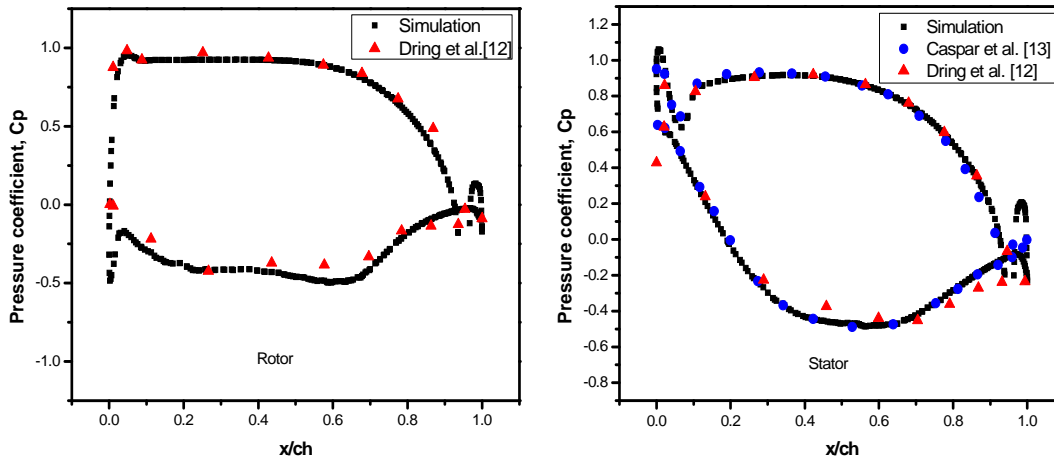 Simulation
Dring et al.[12]
Pressure coefficient, Cp
1.0
0.5
0.0
-0.5
-1.0
Rotor
0.0
0.2
0.4
0.6
0.8
1.0
x/ch
Simulation
Caspar et al. [13]
Dring et al. [12]
Pressure coefficient, Cp
1.2
1.0
0.8
0.6
0.4
0.2
0.0
-0.2
-0.4
-0.6
-0.8
Stator
0.0
0.2
0.4
0.6
0.8
1.0
x/ch